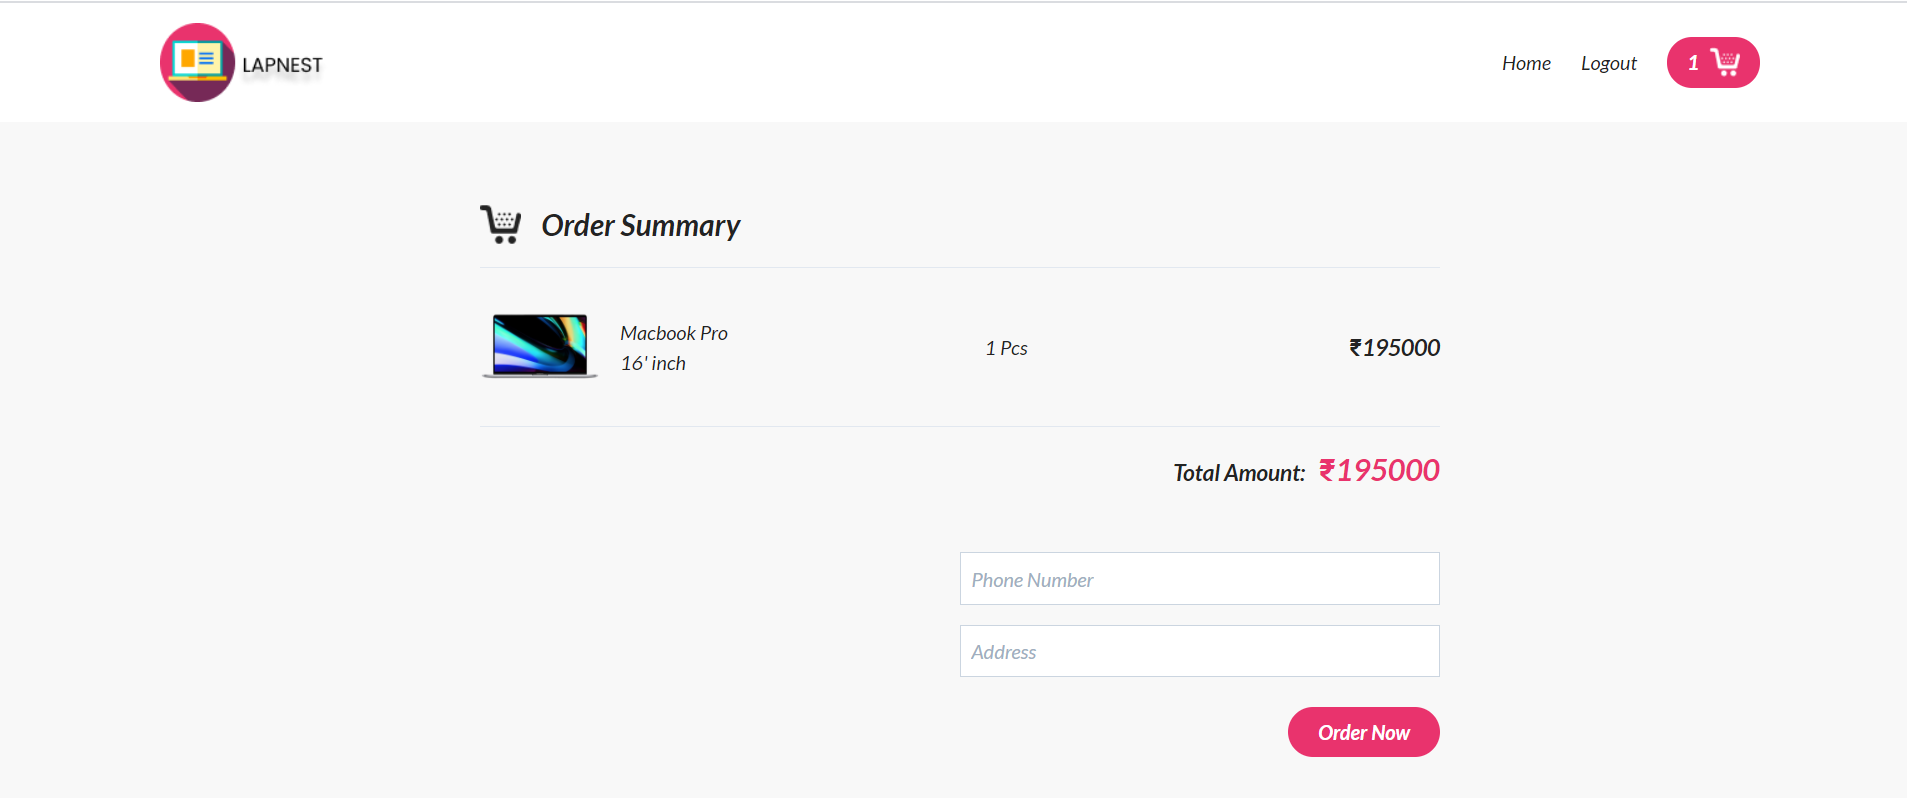 LAPNEST
Home Logout 1
Order Summary
Macbook Pro
16' inch
1 Pcs
₹195000
Total Amount: ₹195000
Phone Number
Address
Order Now